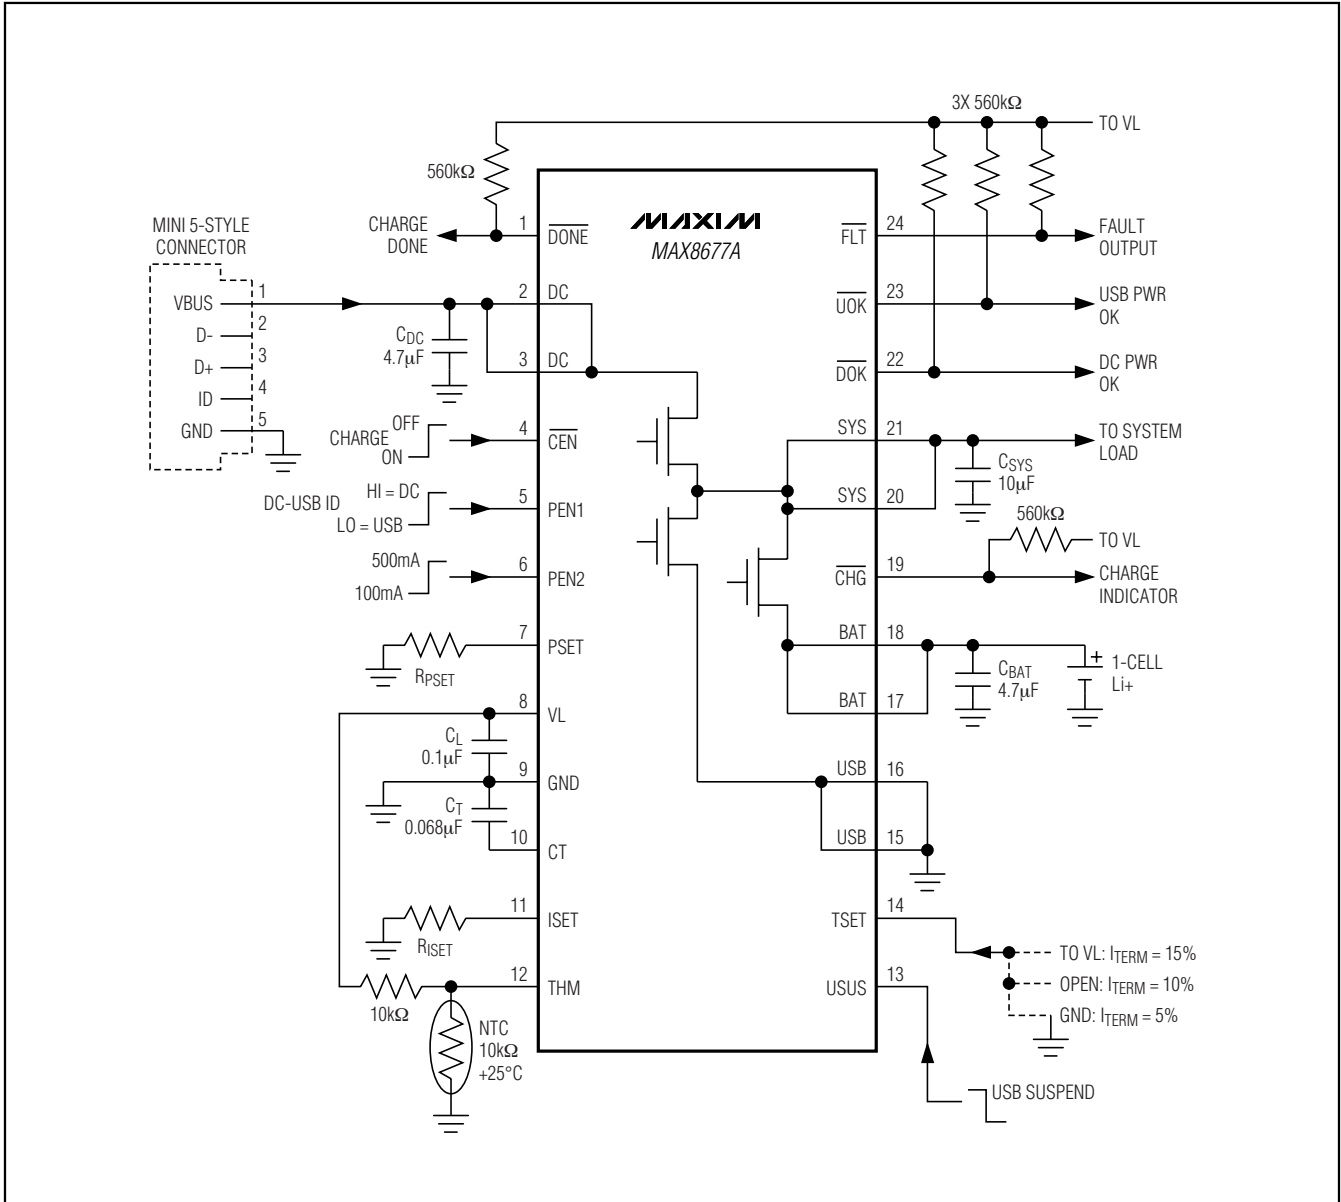 3X 560kΩ
TO VL
560kΩ
MAXIM
MAX8677A
CHARGE
DONE
1
DONE
24
FLT
FAULT
OUTPUT
MINI 5-STYLE
CONNECTOR
VBUS
1
D-
2
D+
3
ID
4
GND
5
2
DC
3
DC
CDC
4.7µF
23
UOK
USB PWR
OK
22
DOK
DC PWR
OK
CHARGE
OFF
ON
4
CEN
SYS
21
TO SYSTEM
LOAD
CSYS
10µF
DC-USB ID
HI = DC
LO = USB
5
PEN1
SYS
20
560kΩ
TO VL
500mA
100mA
6
PEN2
CHG
19
CHARGE
INDICATOR
7
PSET
RPSET
BAT
18
CBAT
4.7µF
+
1-CELL
Li+
BAT
17
8
VL
CL
0.1µF
9
GND
CT
0.068µF
10
CT
USB
16
USB
15
11
ISET
RISET
TSET
14
TO VL: ITERM = 15%
OPEN: ITERM = 10%
GND: ITERM = 5%
12
THM
10kΩ
NTC
10kΩ
+25°C
USUS
13
USB SUSPEND